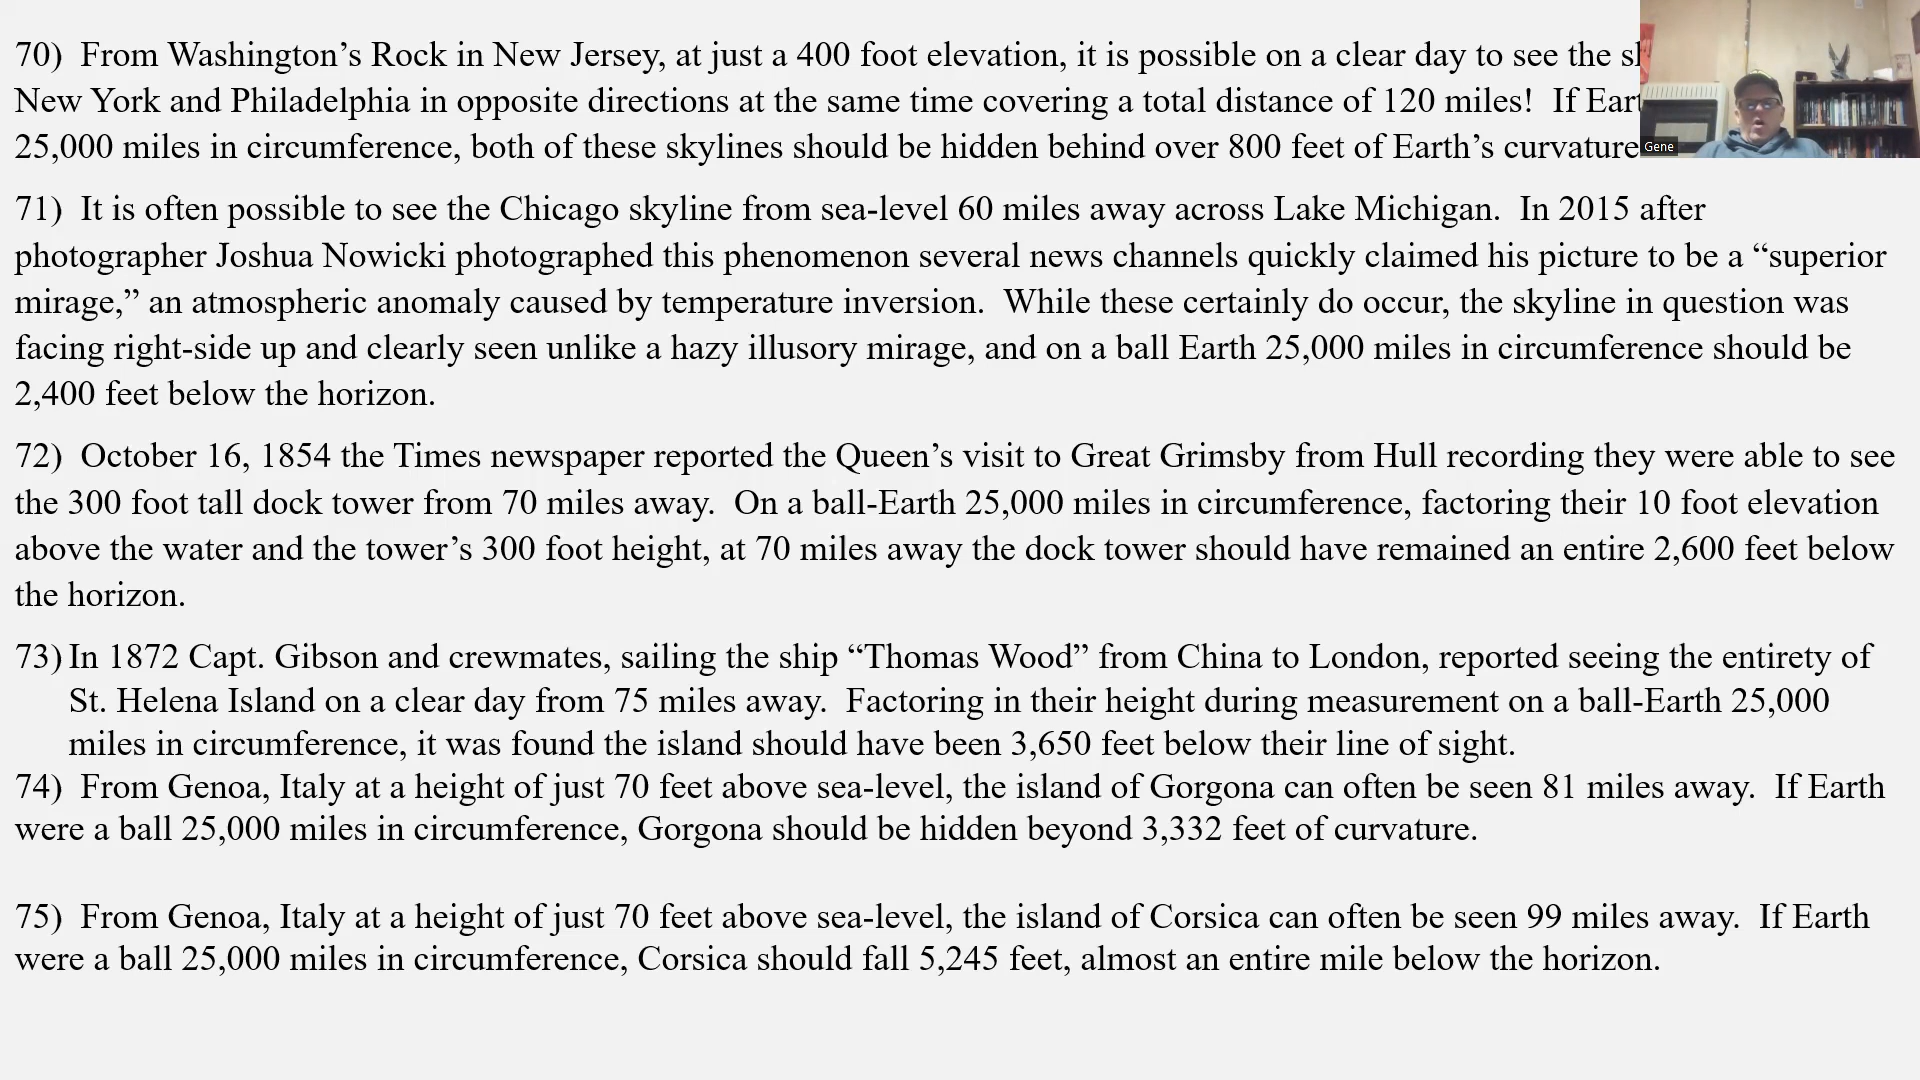 70)  From Washington’s Rock in New Jersey, at just a 400 foot elevation, it is possible on a clear day to see the
New York and Philadelphia in opposite directions at the same time covering a total distance of 120 miles!  If
25,000 miles in circumference, both of these skylines should be hidden behind over 800 feet of Earth’s curvature
Gene
71)  It is often possible to see the Chicago skyline from sea-level 60 miles away across Lake Michigan.  In 2015 after
photographer Joshua Nowicki photographed this phenomenon several news channels quickly claimed his picture to be a “superior
mirage,” an atmospheric anomaly caused by temperature inversion.  While these certainly do occur, the skyline in question was
facing right-side up and clearly seen unlike a hazy illusory mirage, and on a ball Earth 25,000 miles in circumference should be
2,400 feet below the horizon.
72)  October 16, 1854 the Times newspaper reported the Queen’s visit to Great Grimsby from Hull recording they were able to see
the 300 foot tall dock tower from 70 miles away.  On a ball-Earth 25,000 miles in circumference, factoring their 10 foot elevation
above the water and the tower’s 300 foot height, at 70 miles away the dock tower should have remained an entire 2,600 feet below
the horizon.
73) In 1872 Capt. Gibson and crewmates, sailing the ship “Thomas Wood” from China to London, reported seeing the entirety of
St. Helena Island on a clear day from 75 miles away.  Factoring in their height during measurement on a ball-Earth 25,000
miles in circumference, it was found the island should have been 3,650 feet below their line of sight.
74)  From Genoa, Italy at a height of just 70 feet above sea-level, the island of Gorgona can often be seen 81 miles away.  If Earth
were a ball 25,000 miles in circumference, Gorgona should be hidden beyond 3,332 feet of curvature.
75)  From Genoa, Italy at a height of just 70 feet above sea-level, the island of Corsica can often be seen 99 miles away.  If Earth
were a ball 25,000 miles in circumference, Corsica should fall 5,245 feet, almost an entire mile below the horizon.